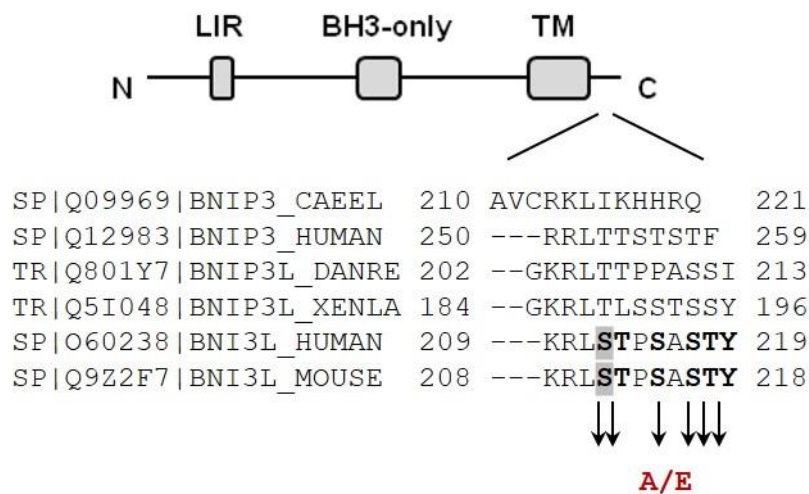 LIR BH3-only TM
N C
SP|Q09969|BNIP3_CAEEL 210 AVCRKLIKHHRQ 221
SP|Q12983|BNIP3_HUMAN 250 ---RRLTTSTSTF 259
TR|Q801Y7|BNIP3L_DANRE 202 --GKRLTTPPASSI 213
TR|Q5I048|BNIP3L_XENLA 184 --GKRLTLSSTSSY 196
SP|O60238|BNI3L_HUMAN 209 ---KRLSTPSASTY 219
SP|Q9Z2F7|BNI3L_MOUSE 208 ---KRLSTPSASTY 218
A/E